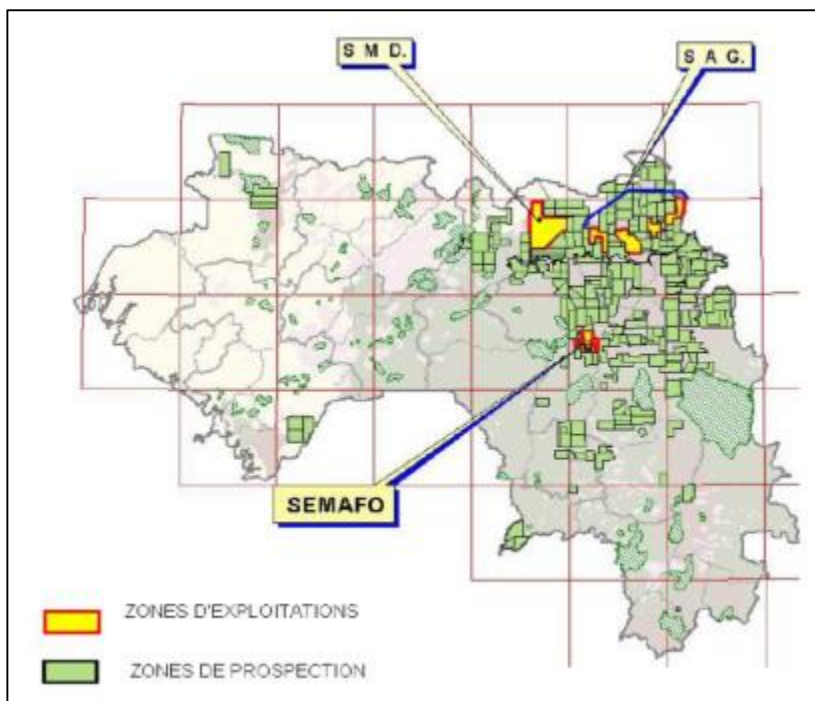 S M D.
S A G.
SEMAFO
ZONES D'EXPLOITATIONS
ZONES DE PROSPECTION